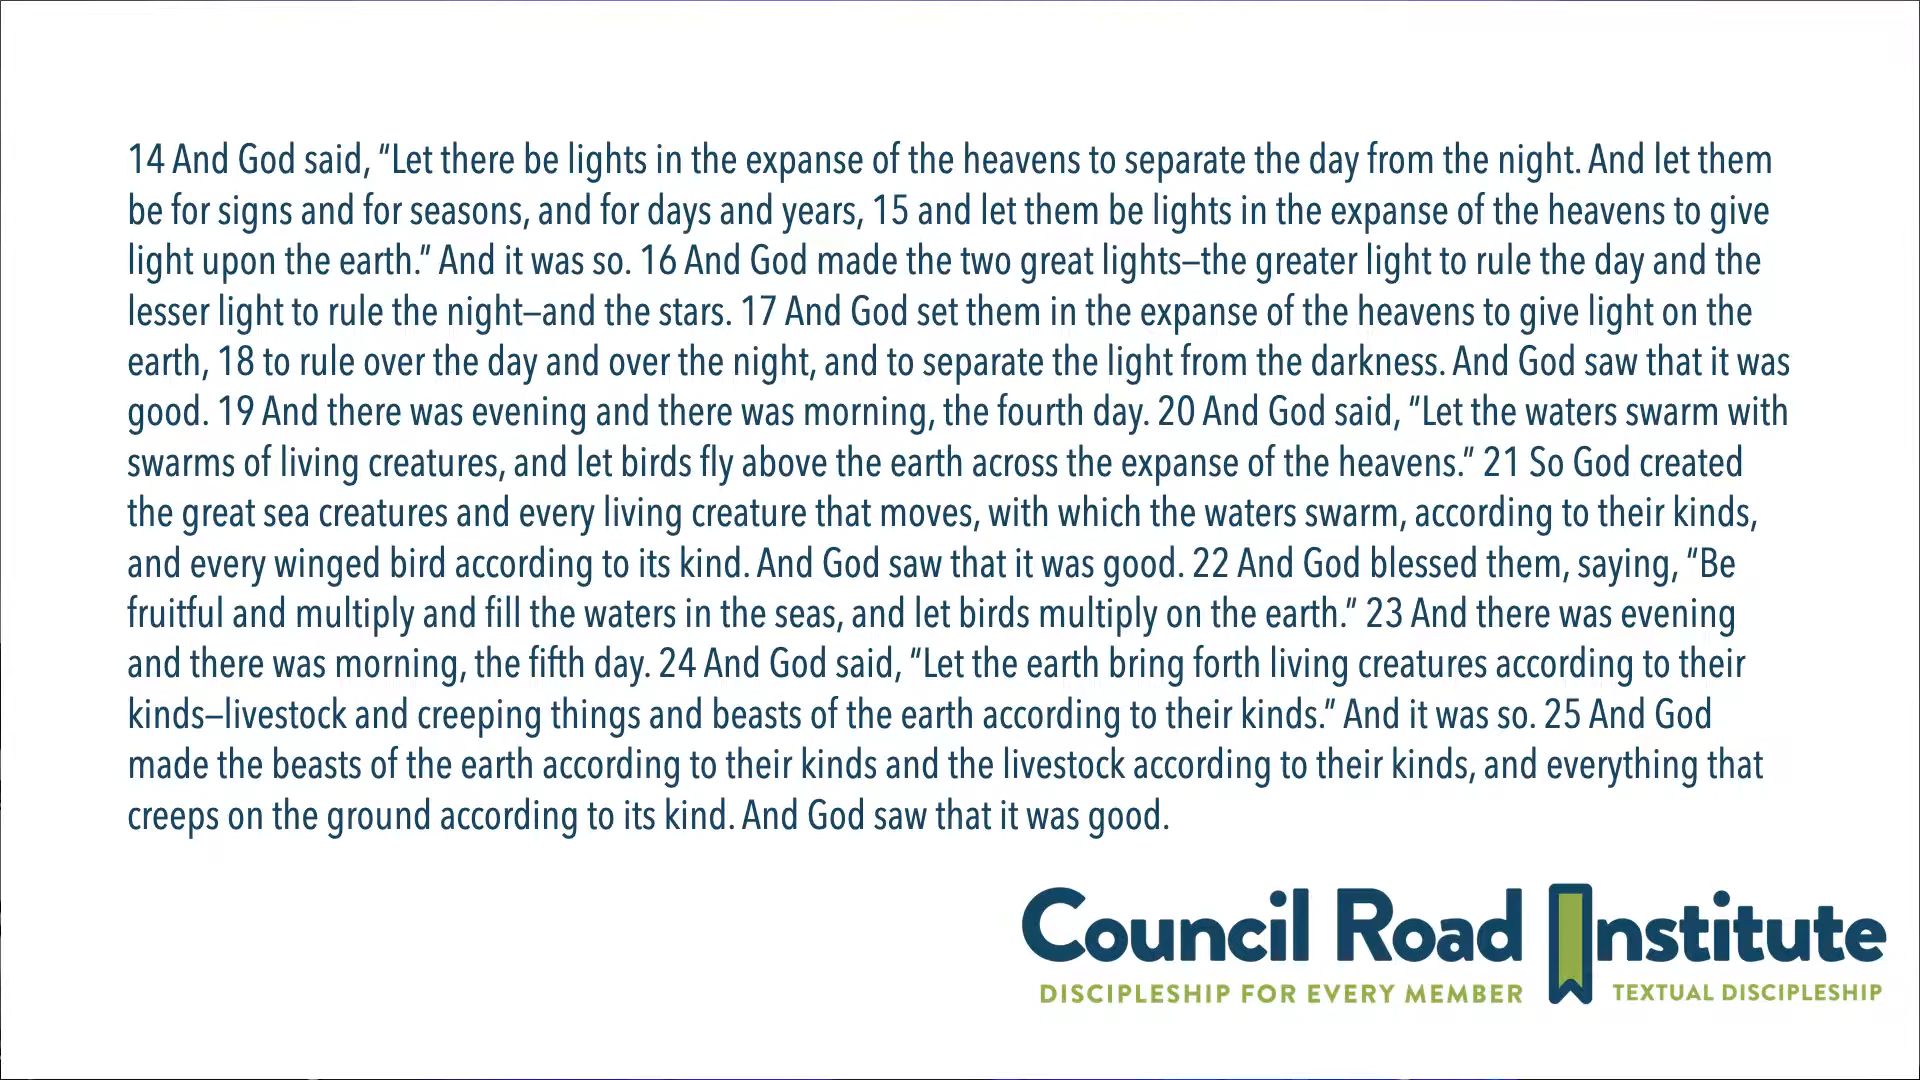 14 And God said, “Let there be lights in the expanse of the heavens to separate the day from the night. And let them
be for signs and for seasons, and for days and years, 15 and let them be lights in the expanse of the heavens to give
light upon the earth.” And it was so. 16 And God made the two great lights—the greater light to rule the day and the
lesser light to rule the night—and the stars. 17 And God set them in the expanse of the heavens to give light on the
earth, 18 to rule over the day and over the night, and to separate the light from the darkness. And God saw that it was
good. 19 And there was evening and there was morning, the fourth day. 20 And God said, “Let the waters swarm with
swarms of living creatures, and let birds fly above the earth across the expanse of the heavens.” 21 So God created
the great sea creatures and every living creature that moves, with which the waters swarm, according to their kinds,
and every winged bird according to its kind. And God saw that it was good. 22 And God blessed them, saying, “Be
fruitful and multiply and fill the waters in the seas, and let birds multiply on the earth.” 23 And there was evening
and there was morning, the fifth day. 24 And God said, “Let the earth bring forth living creatures according to their
kinds—livestock and creeping things and beasts of the earth according to their kinds.” And it was so. 25 And God
made the beasts of the earth according to their kinds and the livestock according to their kinds, and everything that
creeps on the ground according to its kind. And God saw that it was good.
Council Road Institute
DISCIPLESHIP FOR EVERY MEMBER TEXTUAL DISCIPLESHIP